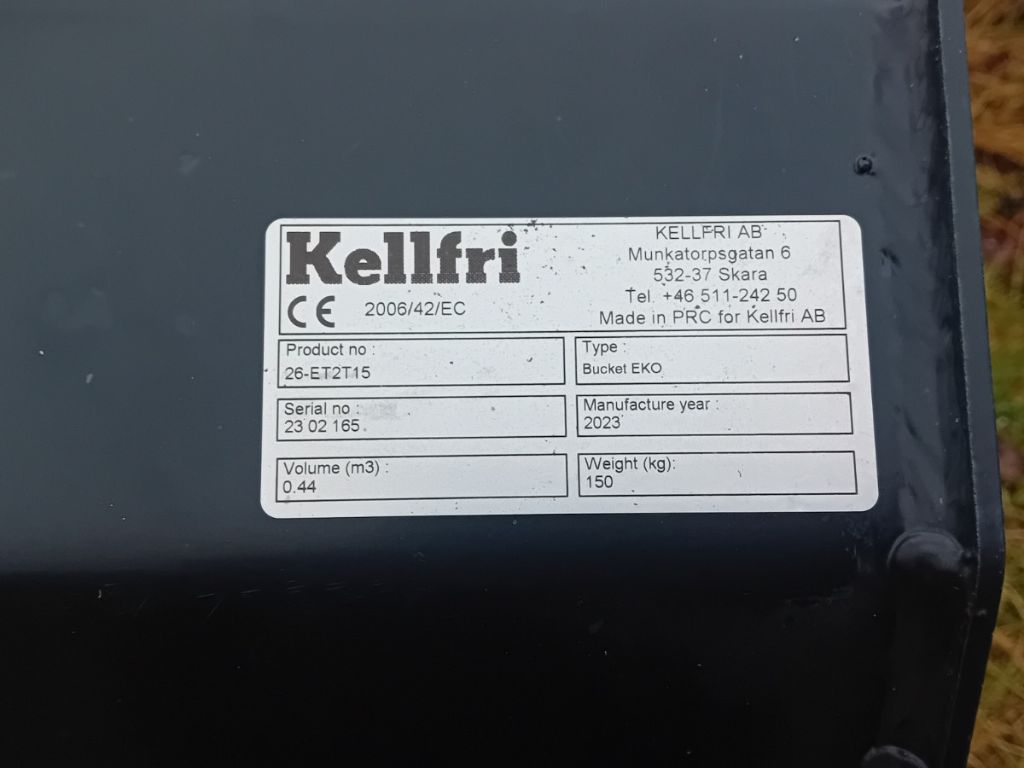 Kellfri
CE 2006/42/EC
KELLFRI AB
Munkatorpsgatan 6
532-37 Skara
Tel. +46 511-242 50
Made in PRC for Kellfri AB
Product no :
26-ET2T15
Type :
Bucket EKO
Serial no :
23 02 165
Manufacture year :
2023
Volume (m3) :
0.44
Weight (kg):
150